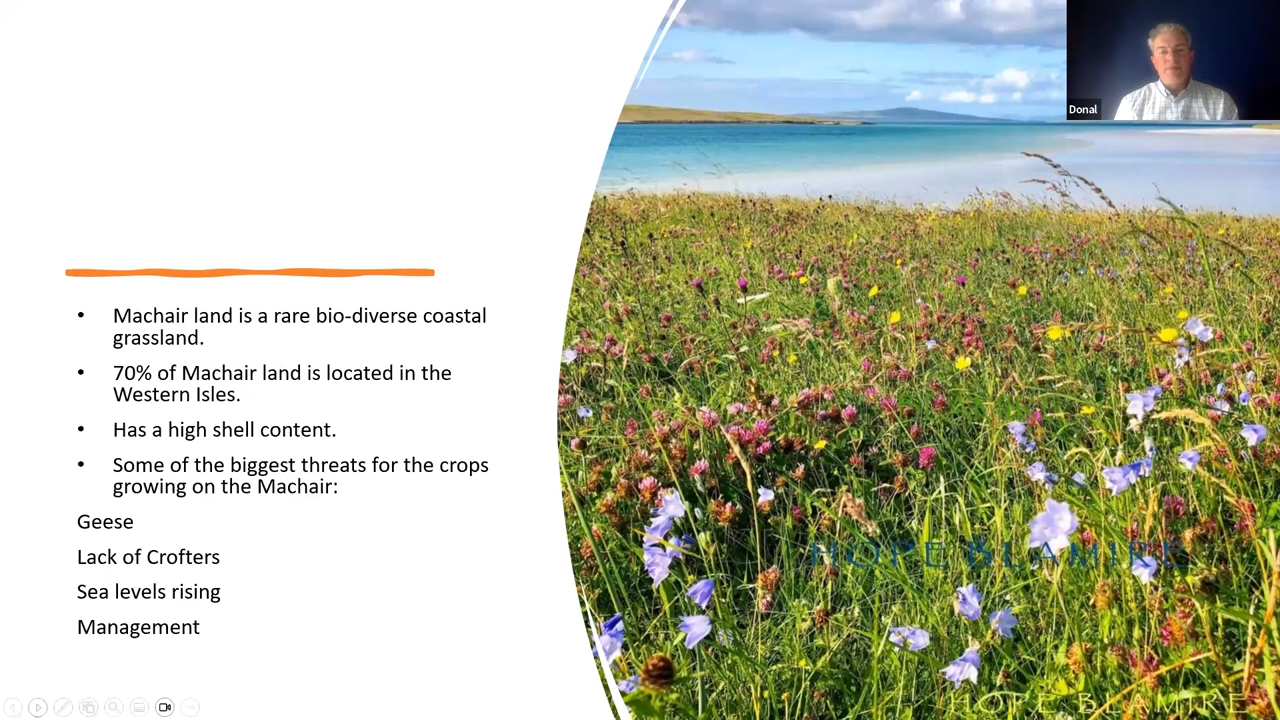 Donal
• Machair land is a rare bio-diverse coastal
grassland.
• 70% of Machair land is located in the
Western Isles.
• Has a high shell content.
• Some of the biggest threats for the crops
growing on the Machair:
Geese
Lack of Crofters
Sea levels rising
Management
HOPE BLAMIRE
HOPE BLAMIRE